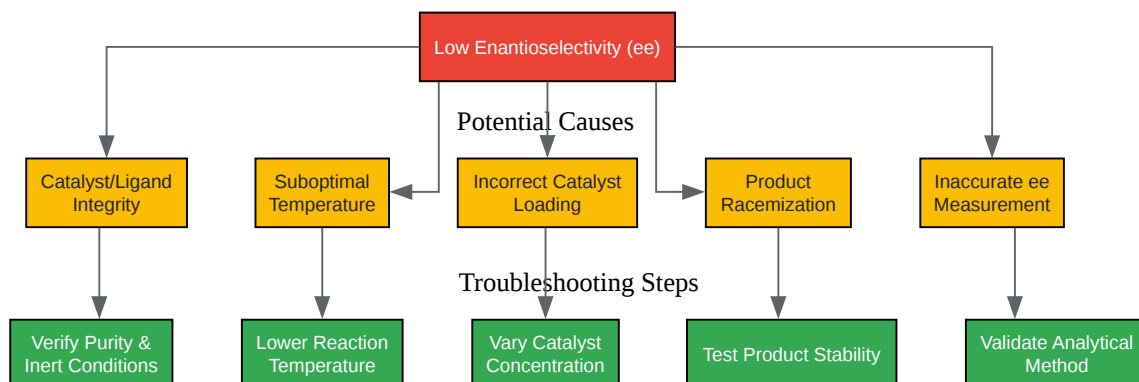 Low Enantioselectivity (ee)
Potential Causes
Catalyst/Ligand
Integrity
Suboptimal
Temperature
Incorrect Catalyst
Loading
Product
Racemization
Inaccurate ee
Measurement
Troubleshooting Steps
Verify Purity &
Inert Conditions
Lower Reaction
Temperature
Vary Catalyst
Concentration
Test Product Stability
Validate Analytical
Method